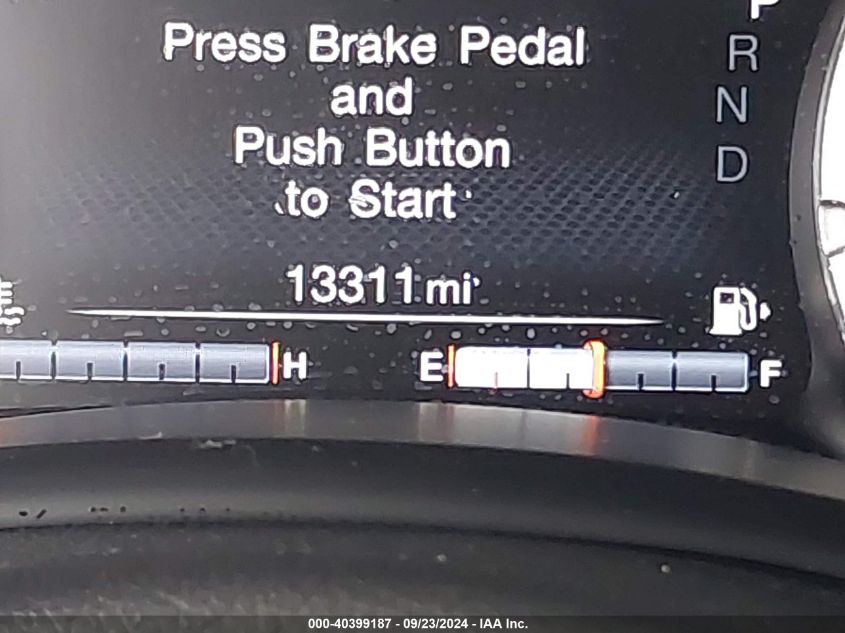 P
Press Brake Pedal
R
and
N
Push Button
D
to Start
13311 mi
E
H
E
F
000-40399187 - 09/23/2024 - IAA Inc.